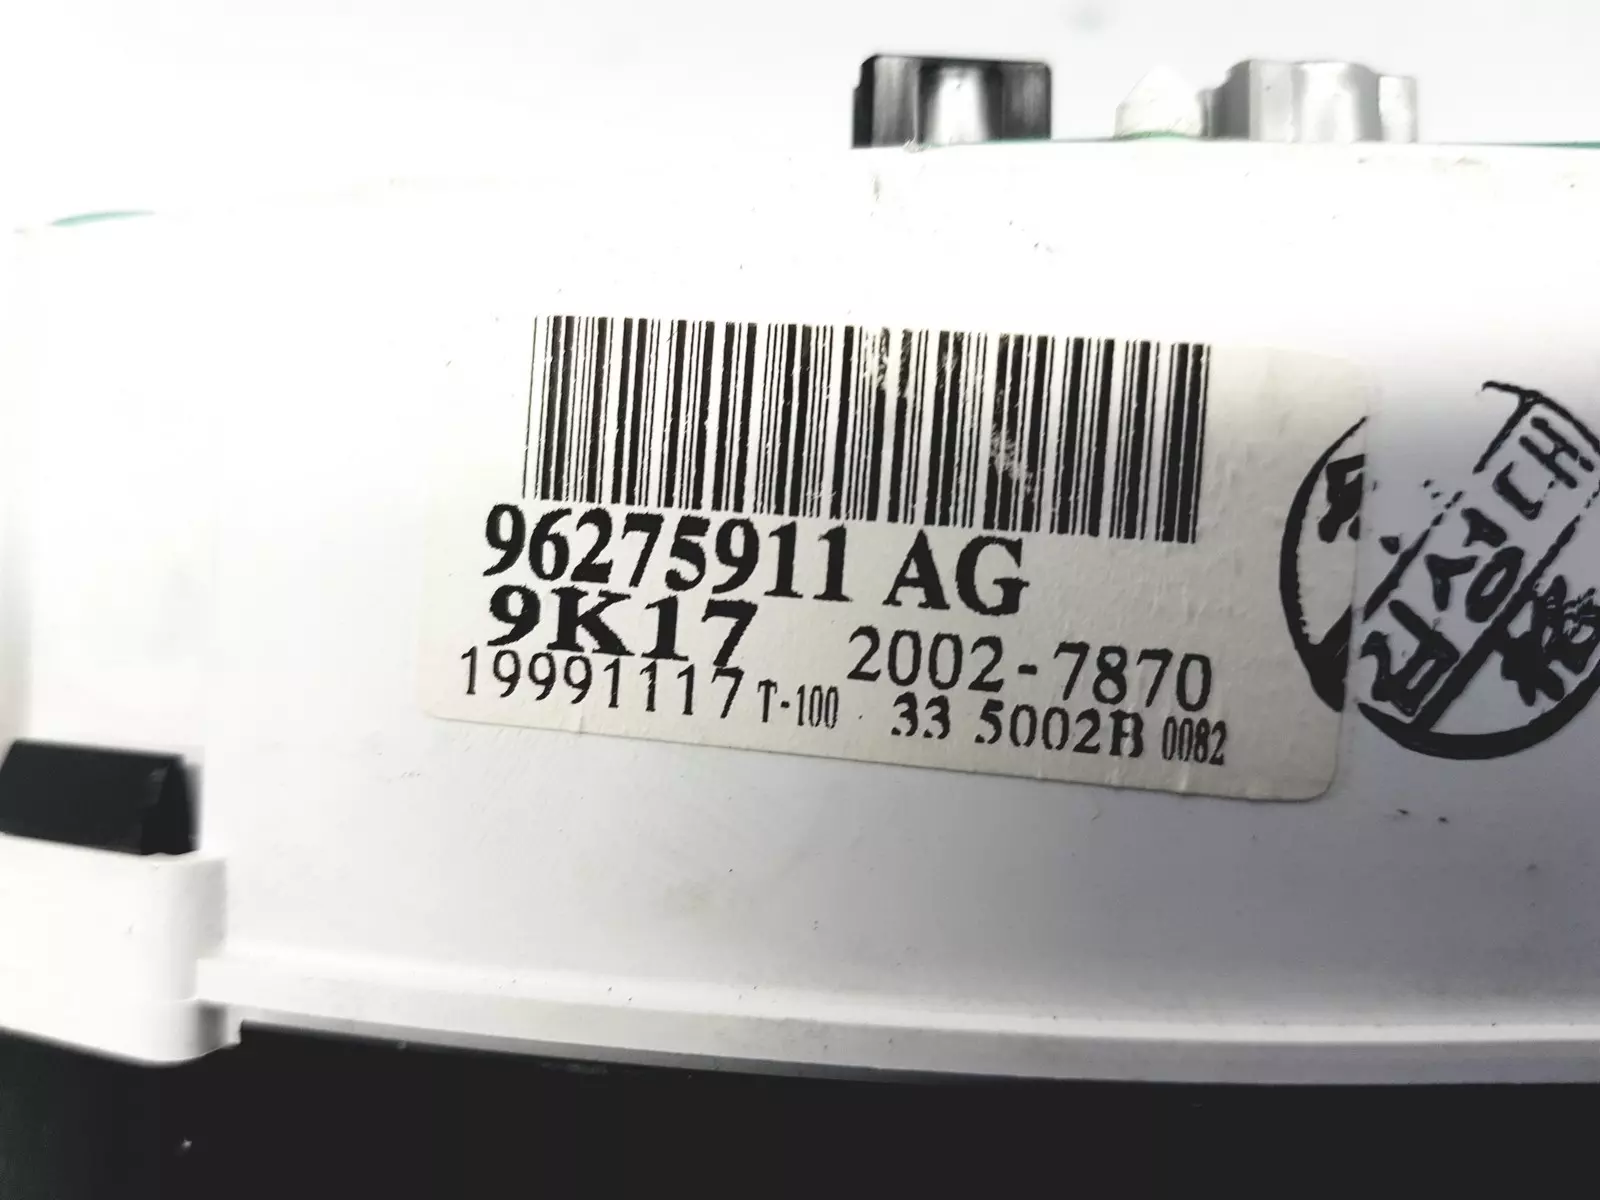 96275911 AG
9K17 2002-7870
19991117 T-100 33 5002B 0082